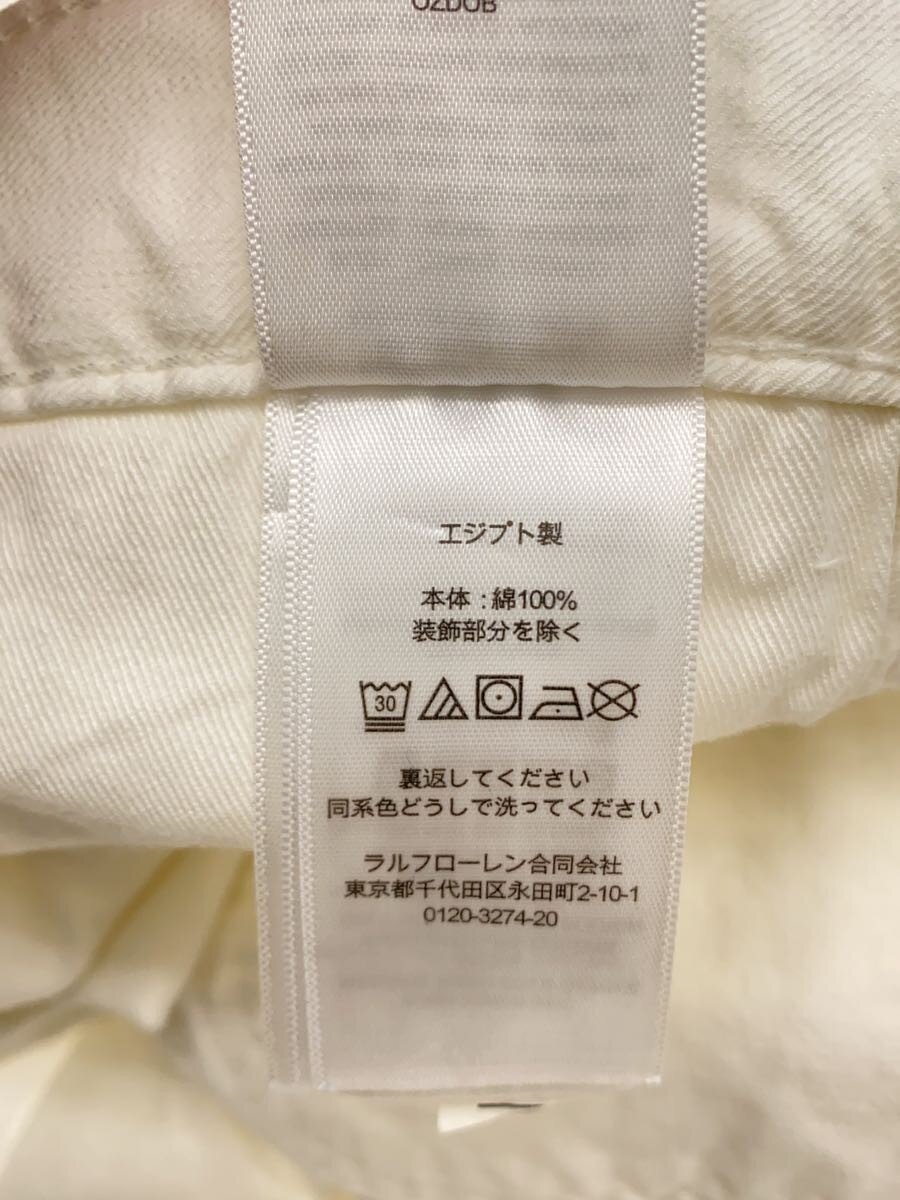 OZDOB
エジプト製
本体 : 綿100%
装飾部分を除く
30
裏返してください
同系色どうしで洗ってください
ラルフローレン合同会社
東京都千代田区永田町2-10-1
0120-3274-20